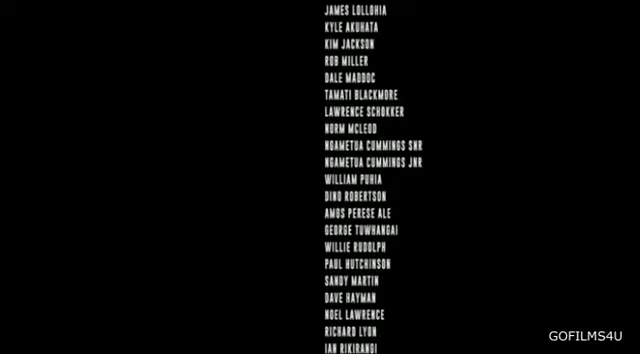 JAMES LOLLOHIA
KYLE AKUHATA
KIM JACKSON
ROB MILLER
DALE MADDOC
TAMATI BLACKMORE
LAWRENCE SCHOKKER
NORM MCLEOD
NGAMETUA CUMMINGS SNR
NGAMETUA CUMMINGS JNR
WILLIAM PUHIA
DINO ROBERTSON
AMOS PERESE ALE
GEORGE TUWHANGAI
WILLIE RUDOLPH
PAUL HUTCHINSON
SANDY MARTIN
DAVE HAYMAN
NOEL LAWRENCE
RICHARD LYON
IAN RIKIRANGI
GOFILMS4U